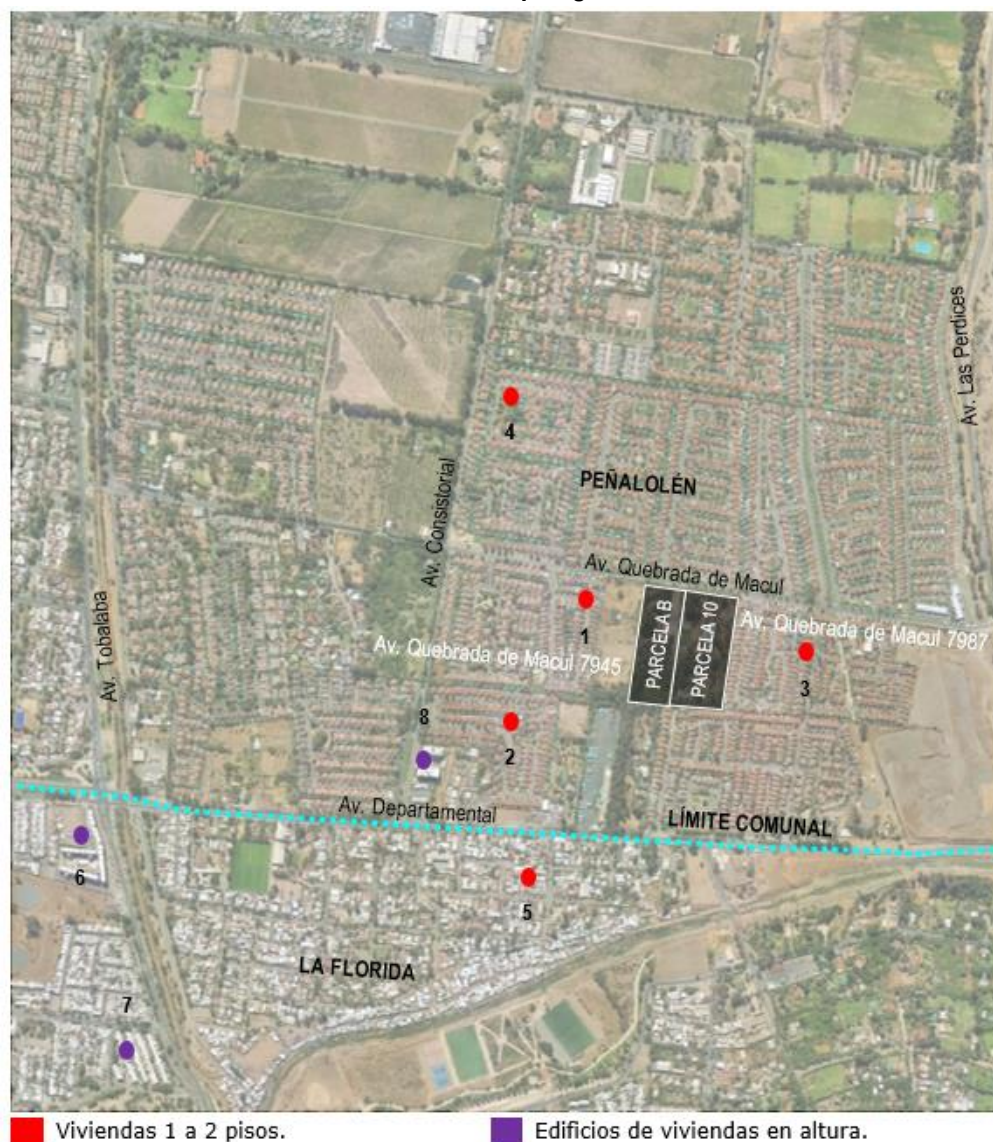 Av. Las Perdices
4
PEÑALOLÉN
Av. Consistorial
Av. Quebrada de Macul
1
PARCELA B
PARCELA 10
Av. Quebrada de Macul 7987
Av. Quebrada de Macul 7945
3
Av. Tobalaba
8
2
Av. Departamental
LÍMITE COMUNAL
6
5
LA FLORIDA
7
Viviendas 1 a 2 pisos.
Edificios de viviendas en altura.